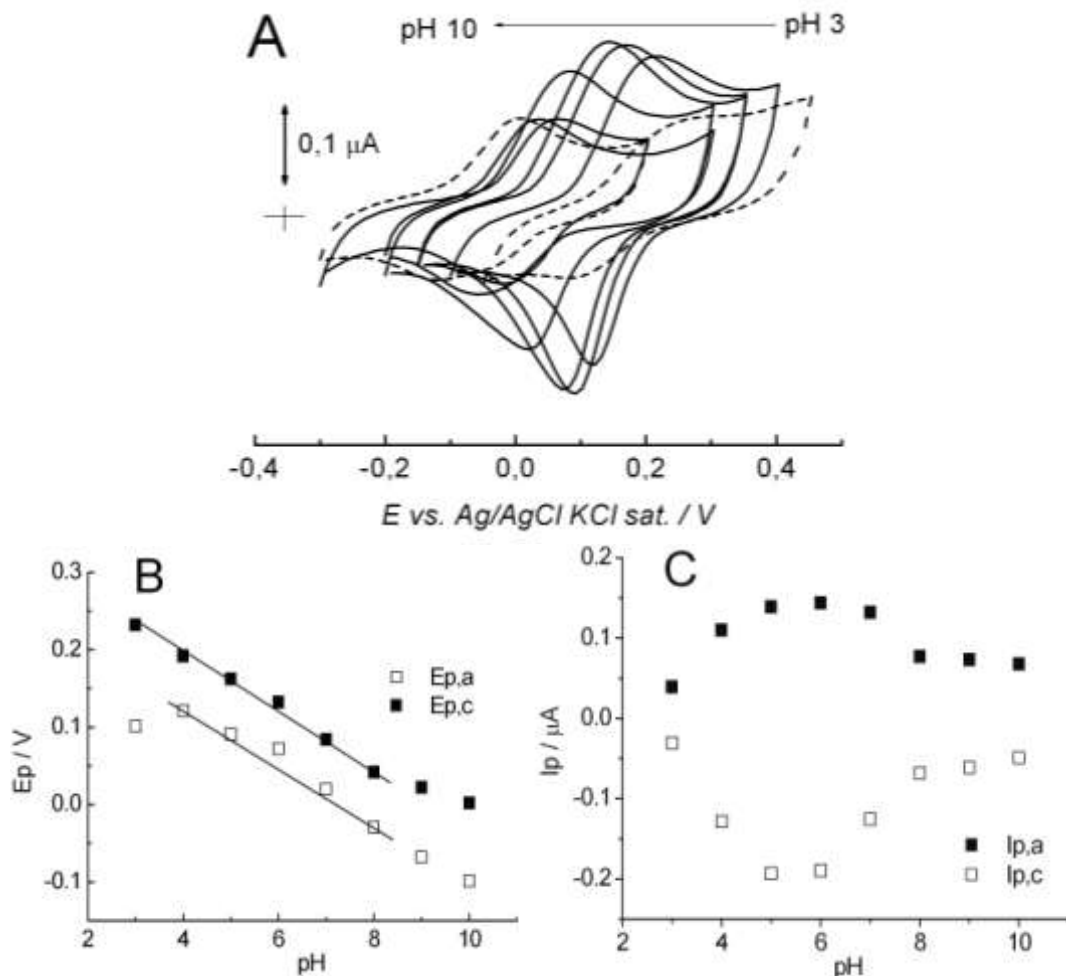 A
pH 10
pH 3
0,1 µA
-0,4
-0,2
0,0
0,2
0,4
E vs. Ag/AgCl KCl sat. / V
B
0.3
0.2
0.1
0.0
-0.1
Ep / V
Ep,a
Ep,c
2
4
6
8
10
pH
C
0.2
0.1
0.0
-0.1
-0.2
Ip / µA
Ip,a
Ip,c
2
4
6
8
10
pH